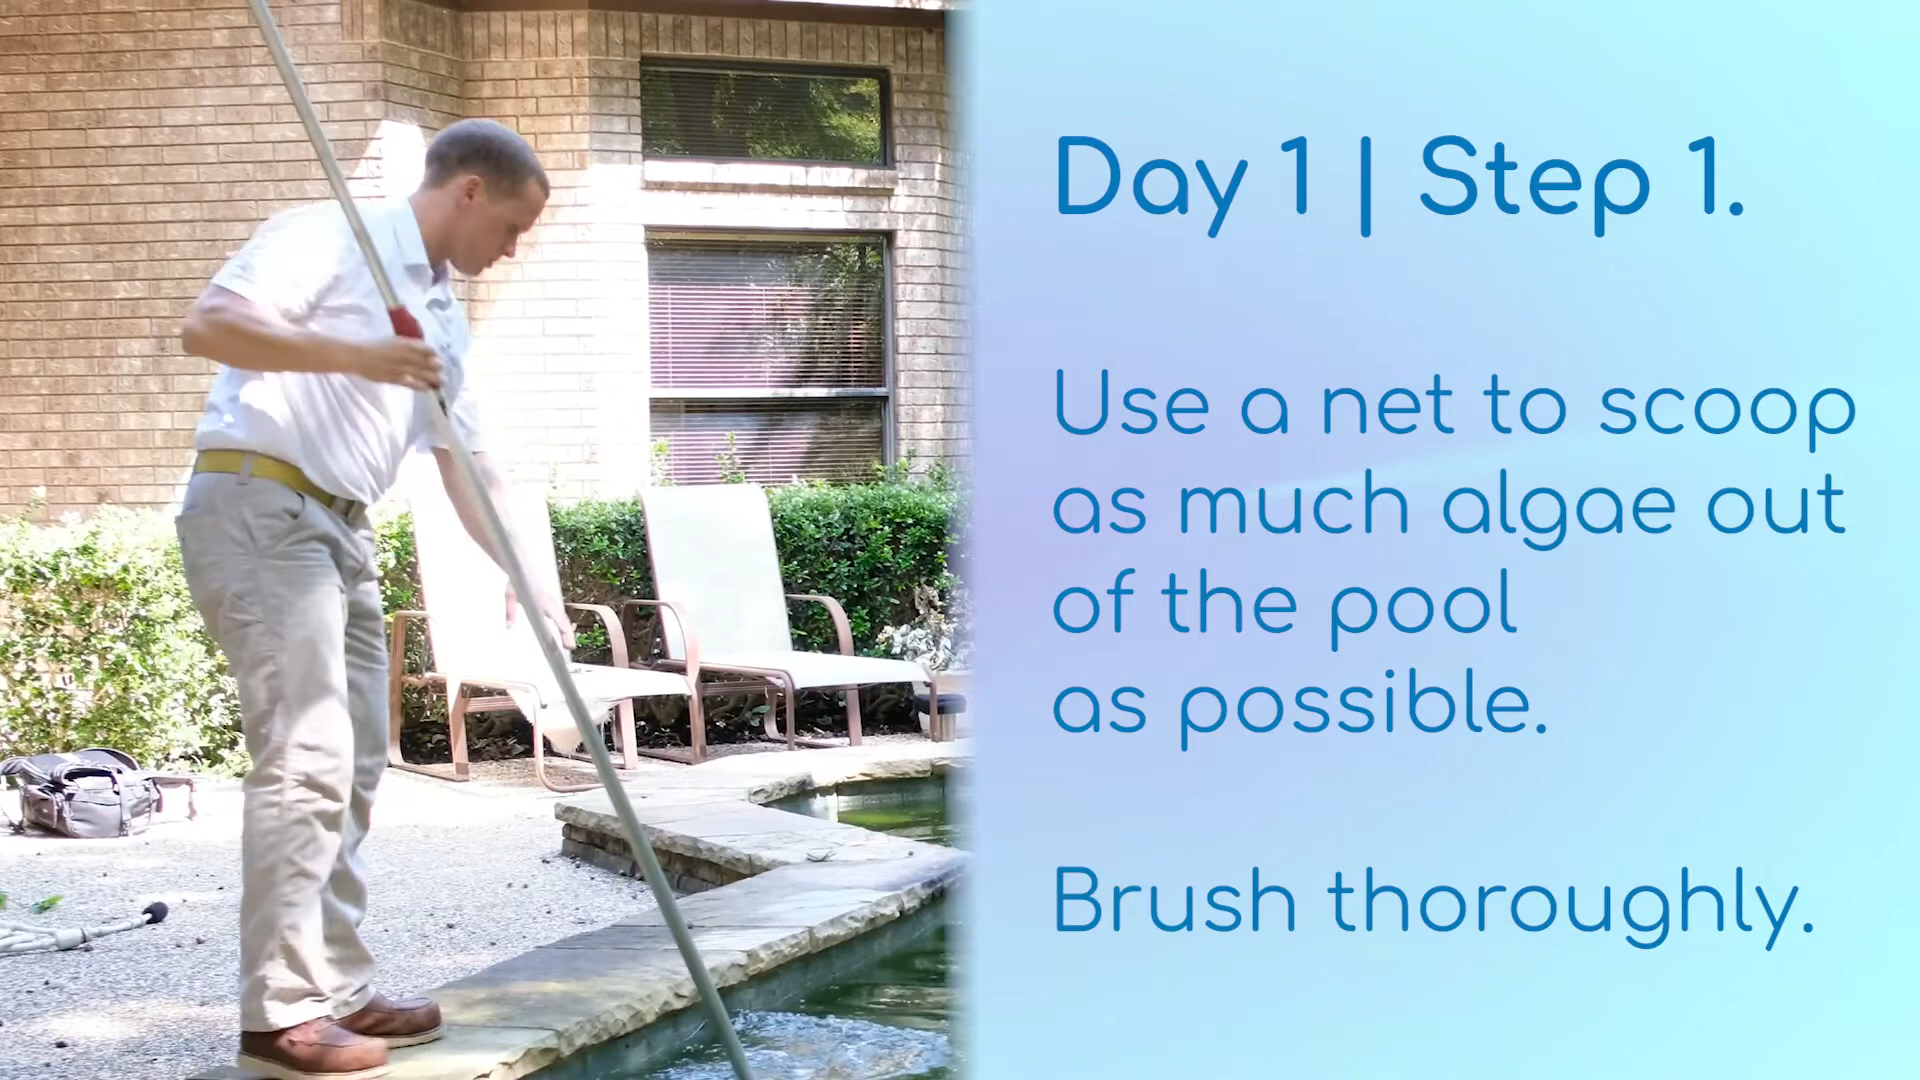 Day 1 | Step 1.
Use a net to scoop
as much algae out
of the pool
as possible.
Brush thoroughly.